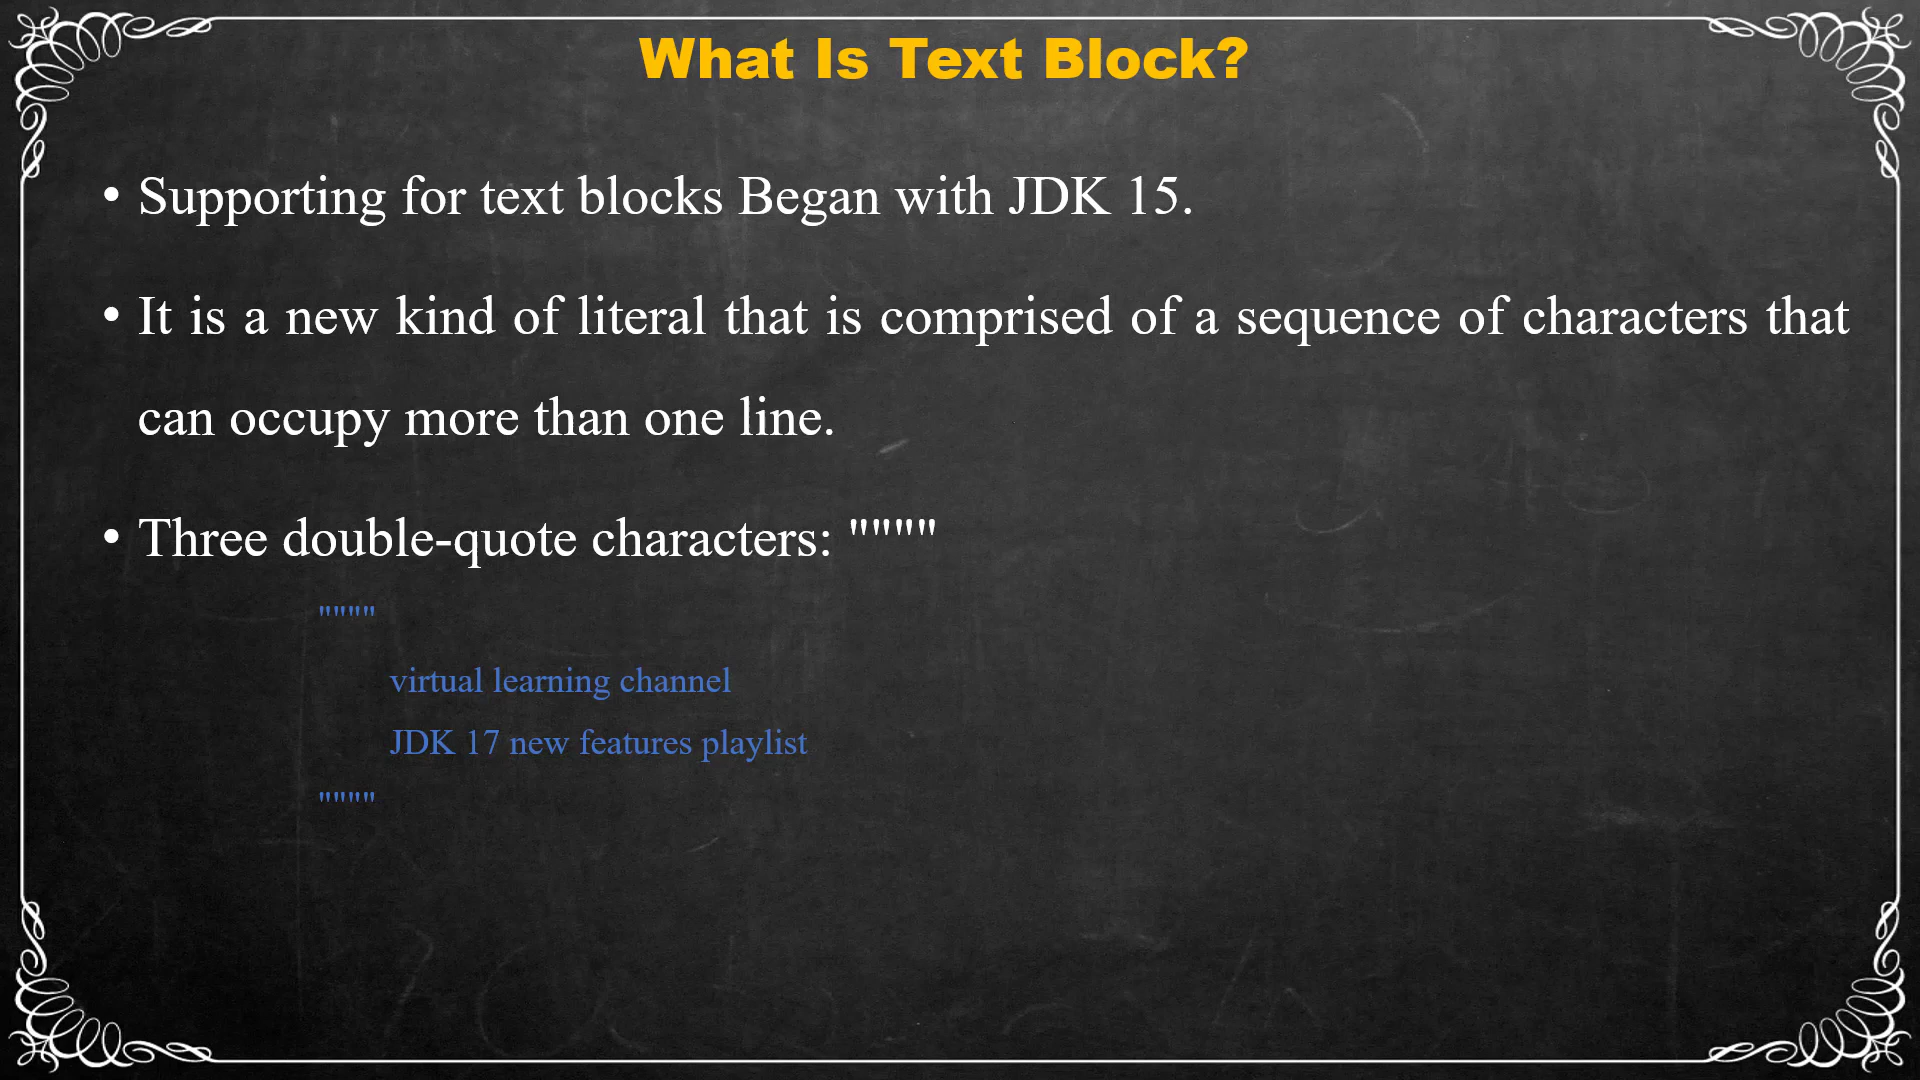 What Is Text Block?
• Supporting for text blocks Began with JDK 15.
• It is a new kind of literal that is comprised of a sequence of characters that
can occupy more than one line.
• Three double-quote characters: """"
""""
virtual learning channel
JDK 17 new features playlist
""""